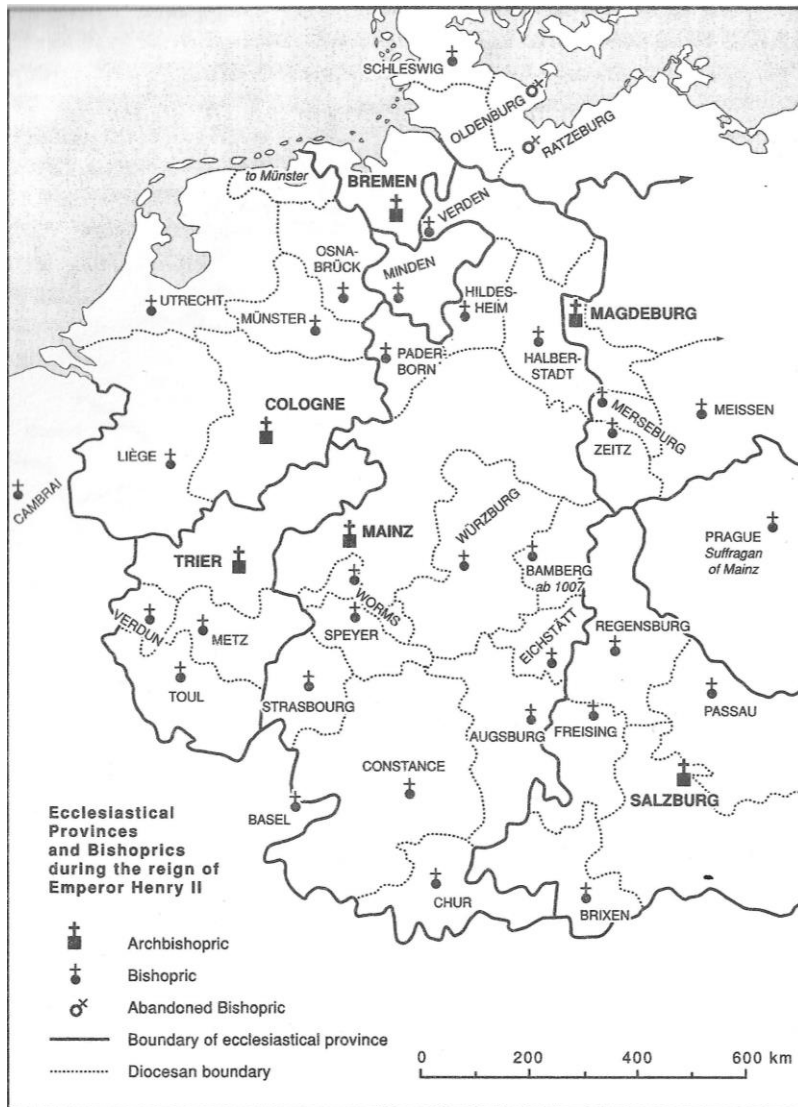 SCHLESWIG
OLDENBURG
RATZEBURG
to Münster
BREMEN
VERDEN
OSNA-
BRÜCK
MINDEN
HILDES-
HEIM
UTRECHT
MÜNSTER
MAGDEBURG
PADER
BORN
HALBER-
STADT
COLOGNE
MERSEBURG
MEISSEN
ZEITZ
LIÈGE
CAMBRAI
WÜRZBURG
MAINZ
PRAGUE
Suffragan
of Mainz
TRIER
BAMBERG
ab 1007
WORMS
VERDUN
METZ
SPEYER
EICHSTÄTT
REGENSBURG
TOUL
STRASBOURG
PASSAU
AUGSBURG
FREISING
CONSTANCE
SALZBURG
BASEL
CHUR
BRIXEN
Ecclesiastical
Provinces
and Bishoprics
during the reign of
Emperor Henry II
Archbishopric
Bishopric
Abandoned Bishopric
Boundary of ecclesiastical province
Diocesan boundary
0 200 400 600 km